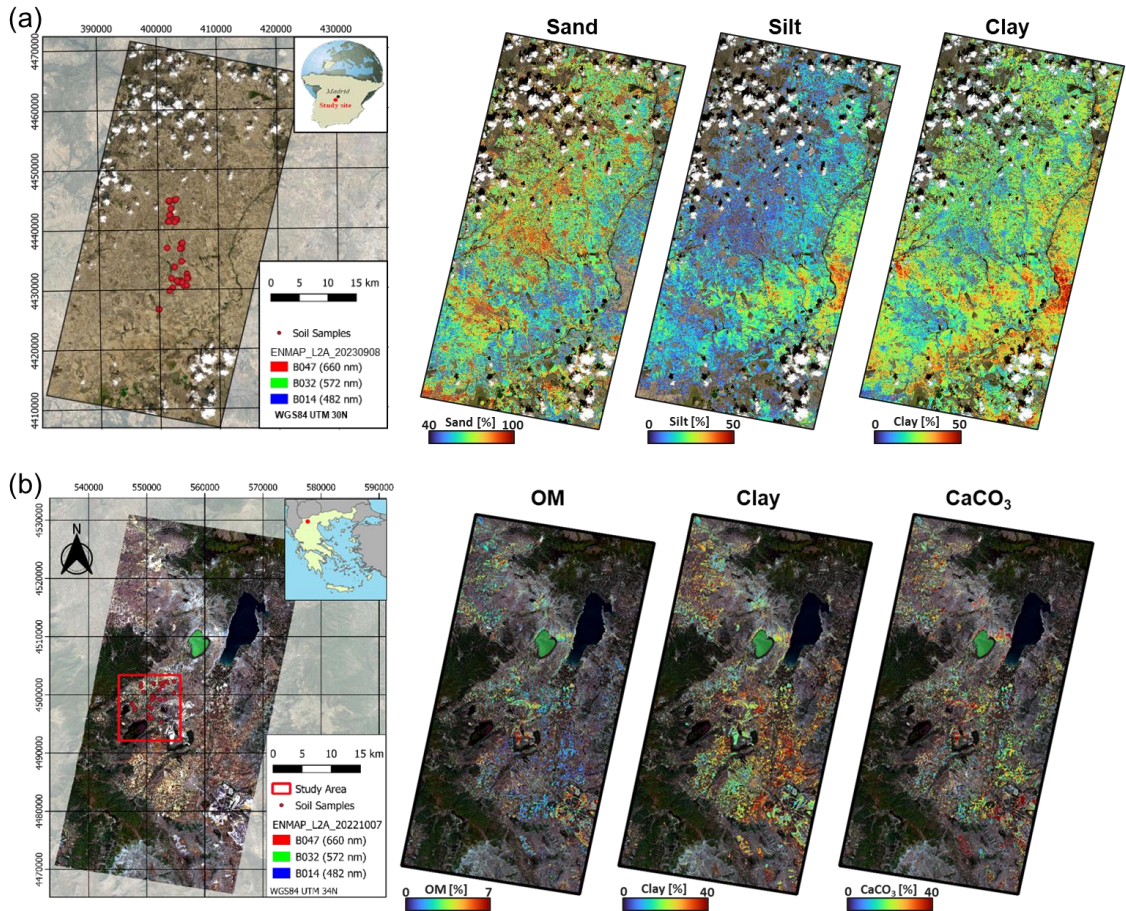 (a)
390000 400000 410000 420000 430000
4470000
4460000
4450000
4440000
4430000
4420000
4410000
Madrid
Study site
0 5 10 15 km
Soil Samples
ENMAP_L2A_20230908
B047 (660 nm)
B032 (572 nm)
B014 (482 nm)
WGS84 UTM 30N
Sand
Silt
Clay
40 Sand [%] 100
0 Silt [%] 50
0 Clay [%] 50
(b)
540000 550000 560000 570000 580000 590000
4530000
4520000
4510000
4500000
4490000
4480000
4470000
N
0 5 10 15 km
Study Area
Soil Samples
ENMAP_L2A_20221007
B047 (660 nm)
B032 (572 nm)
B014 (482 nm)
WGS84 UTM 34N
OM
Clay
CaCO₃
0 OM [%] 7
0 Clay [%] 40
0 CaCO₃ [%] 40